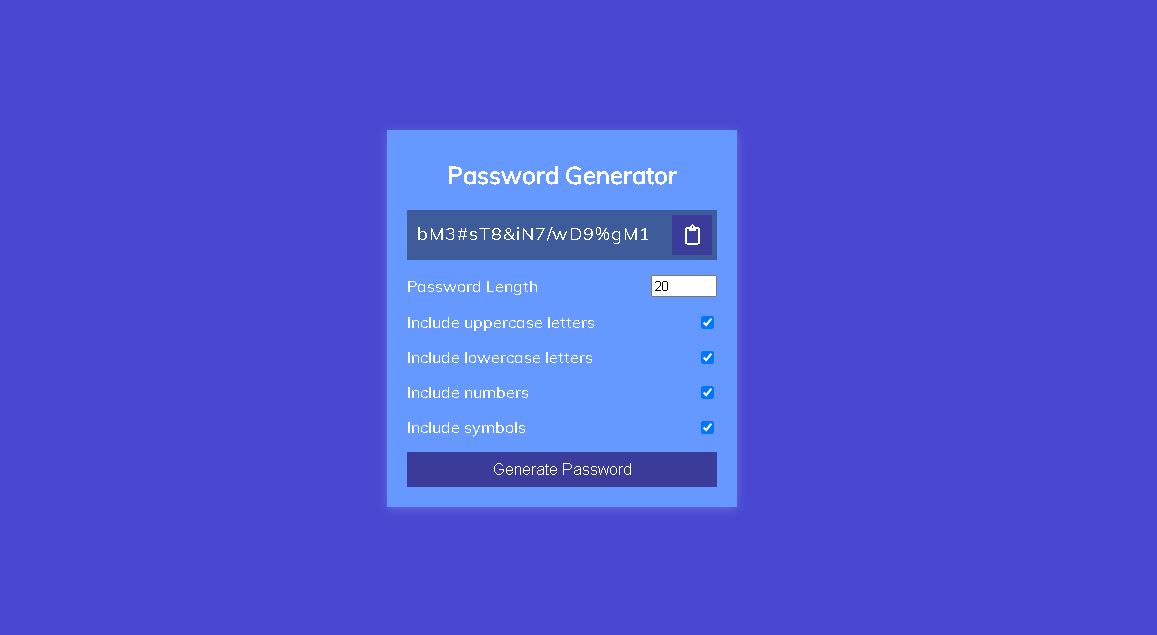 Password Generator
bM3#sT8&iN7/wD9%gM1
Password Length 20
Include uppercase letters
Include lowercase letters
Include numbers
Include symbols
Generate Password